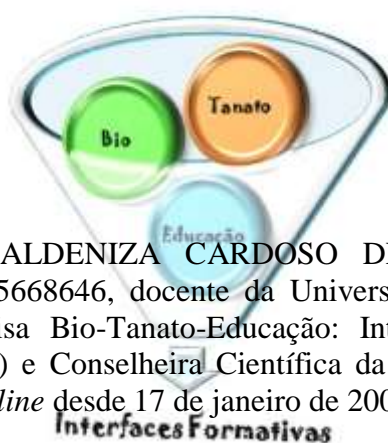 Tanato
Bio
Educação
ALDENIZA CARDOSO DE
5668646, docente da Univers
isa Bio-Tanato-Educação: Int
) e Conselheira Científica da
line desde 17 de janeiro de 200
Interfaces Formativas